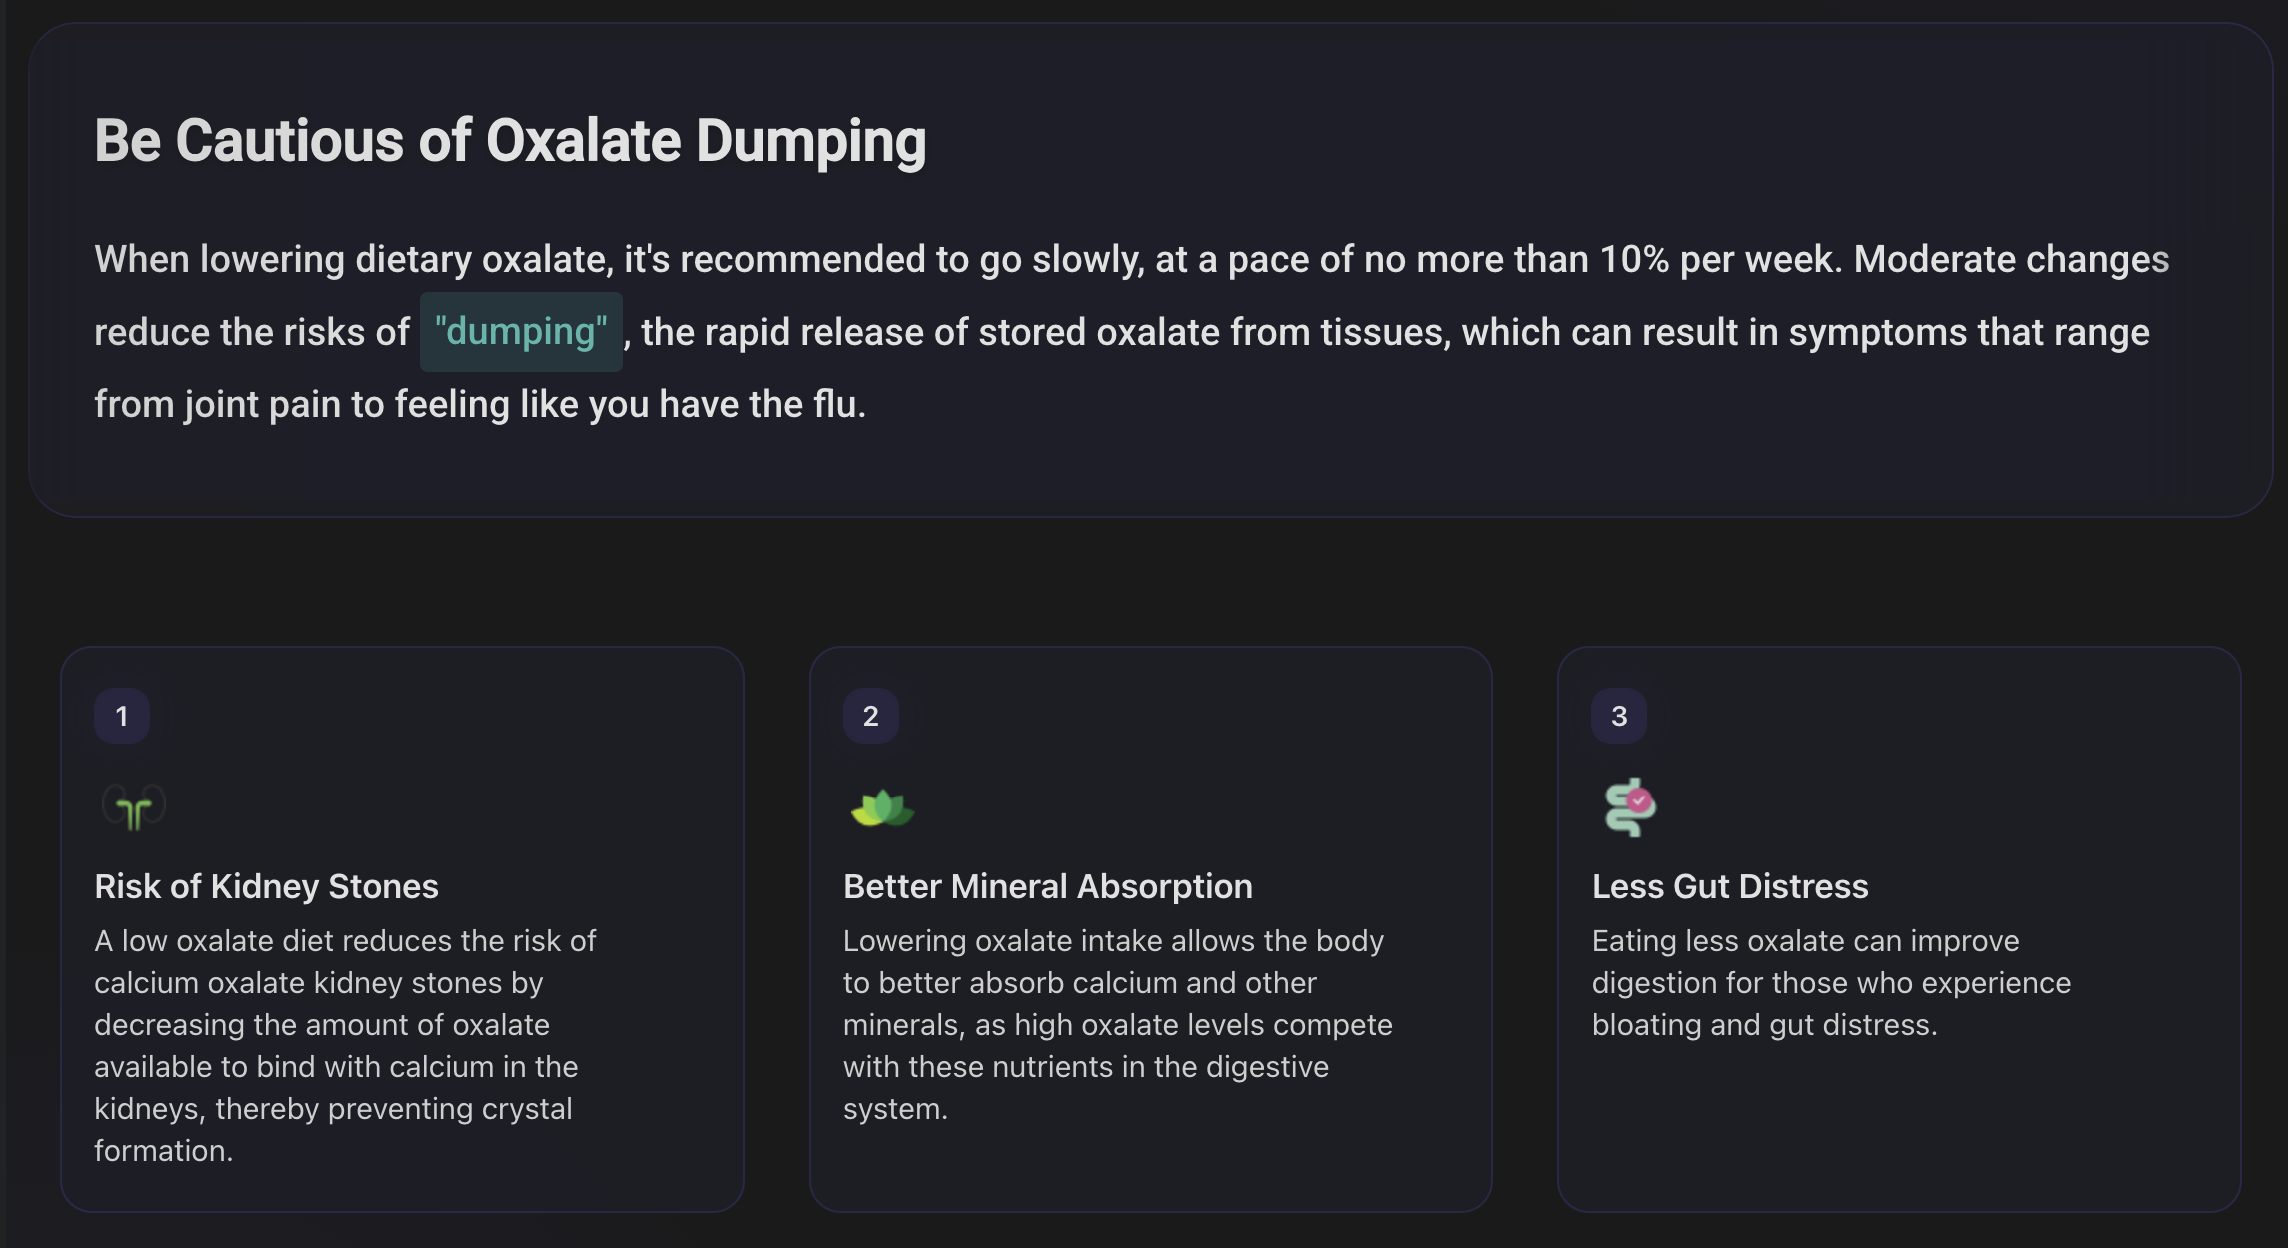 Be Cautious of Oxalate Dumping
When lowering dietary oxalate, it's recommended to go slowly, at a pace of no more than 10% per week. Moderate changes
reduce the risks of "dumping", the rapid release of stored oxalate from tissues, which can result in symptoms that range
from joint pain to feeling like you have the flu.
1
Risk of Kidney Stones
A low oxalate diet reduces the risk of
calcium oxalate kidney stones by
decreasing the amount of oxalate
available to bind with calcium in the
kidneys, thereby preventing crystal
formation.
2
Better Mineral Absorption
Lowering oxalate intake allows the body
to better absorb calcium and other
minerals, as high oxalate levels compete
with these nutrients in the digestive
system.
3
Less Gut Distress
Eating less oxalate can improve
digestion for those who experience
bloating and gut distress.